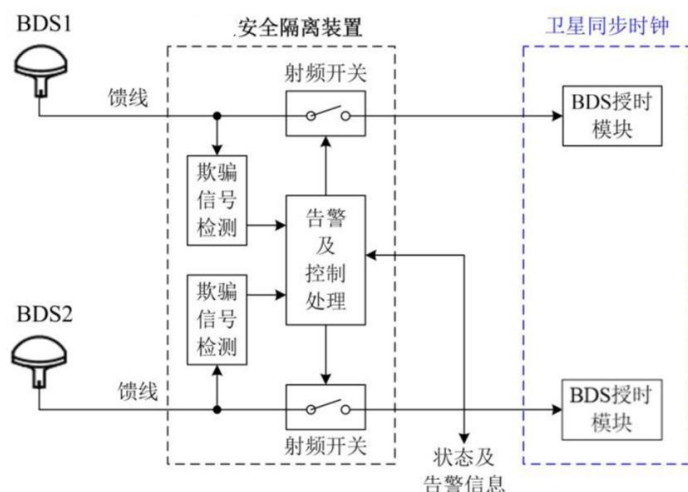 BDS1
安全隔离装置
卫星同步时钟
射频开关
馈线
BDS授时
模块
欺骗
信号
检测
告警
及
控制
处理
欺骗
信号
检测
BDS2
馈线
BDS授时
模块
射频开关
状态及
告警信息